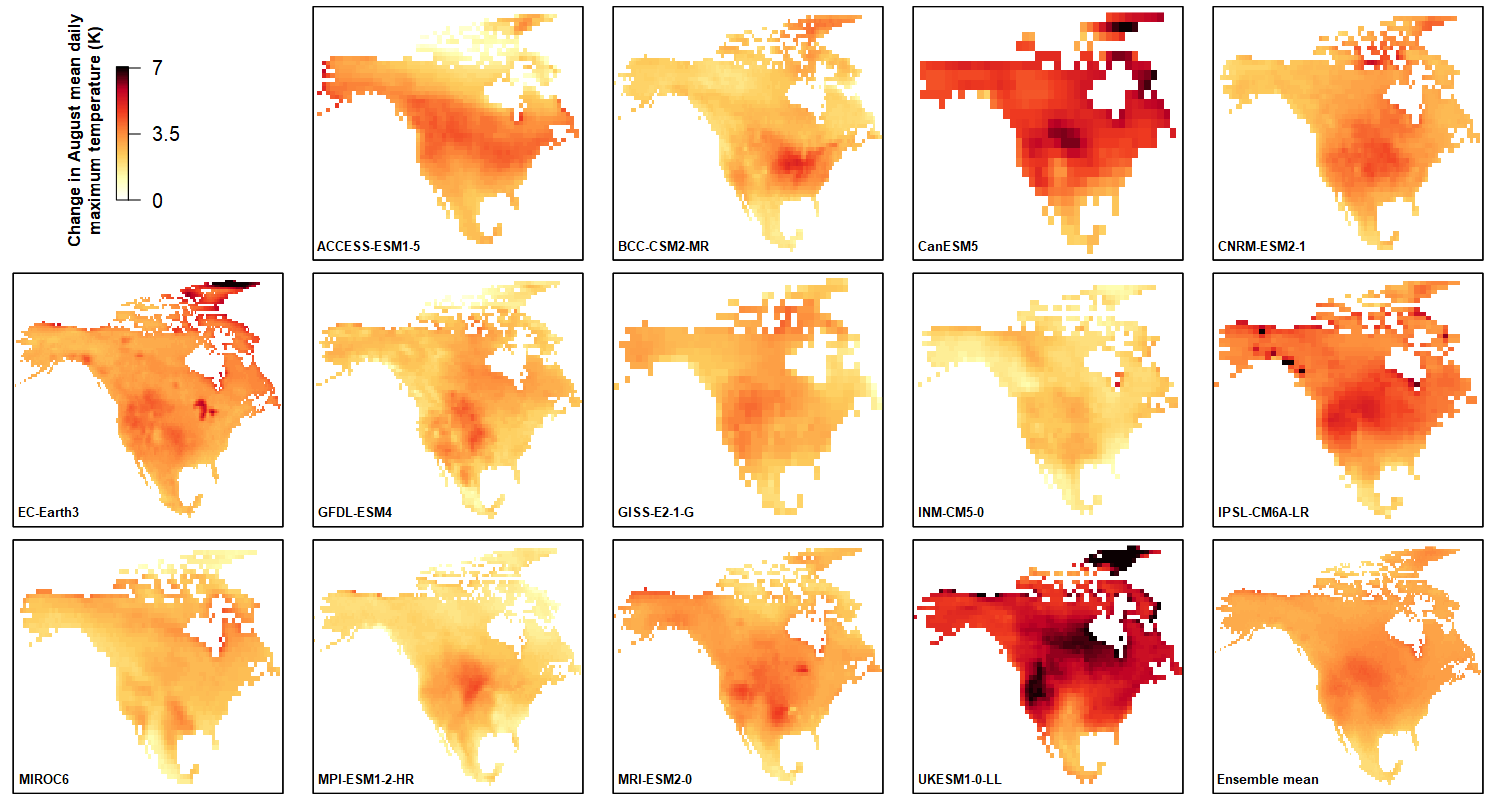 Change in August mean daily
maximum temperature (K)
7
3.5
0
ACCESS-ESM1-5
BCC-CSM2-MR
CanESM5
CNRM-ESM2-1
EC-Earth3
GFDL-ESM4
GISS-E2-1-G
INM-CM5-0
IPSL-CM6A-LR
MIROC6
MPI-ESM1-2-HR
MRI-ESM2-0
UKESM1-0-LL
Ensemble mean